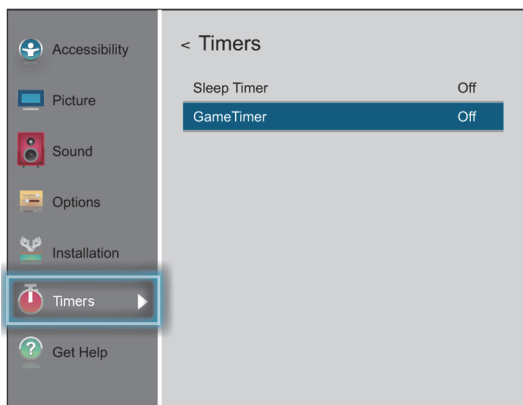 Accessibility
Picture
Sound
Options
Installation
Timers
Get Help
< Timers
Sleep Timer Off
GameTimer Off